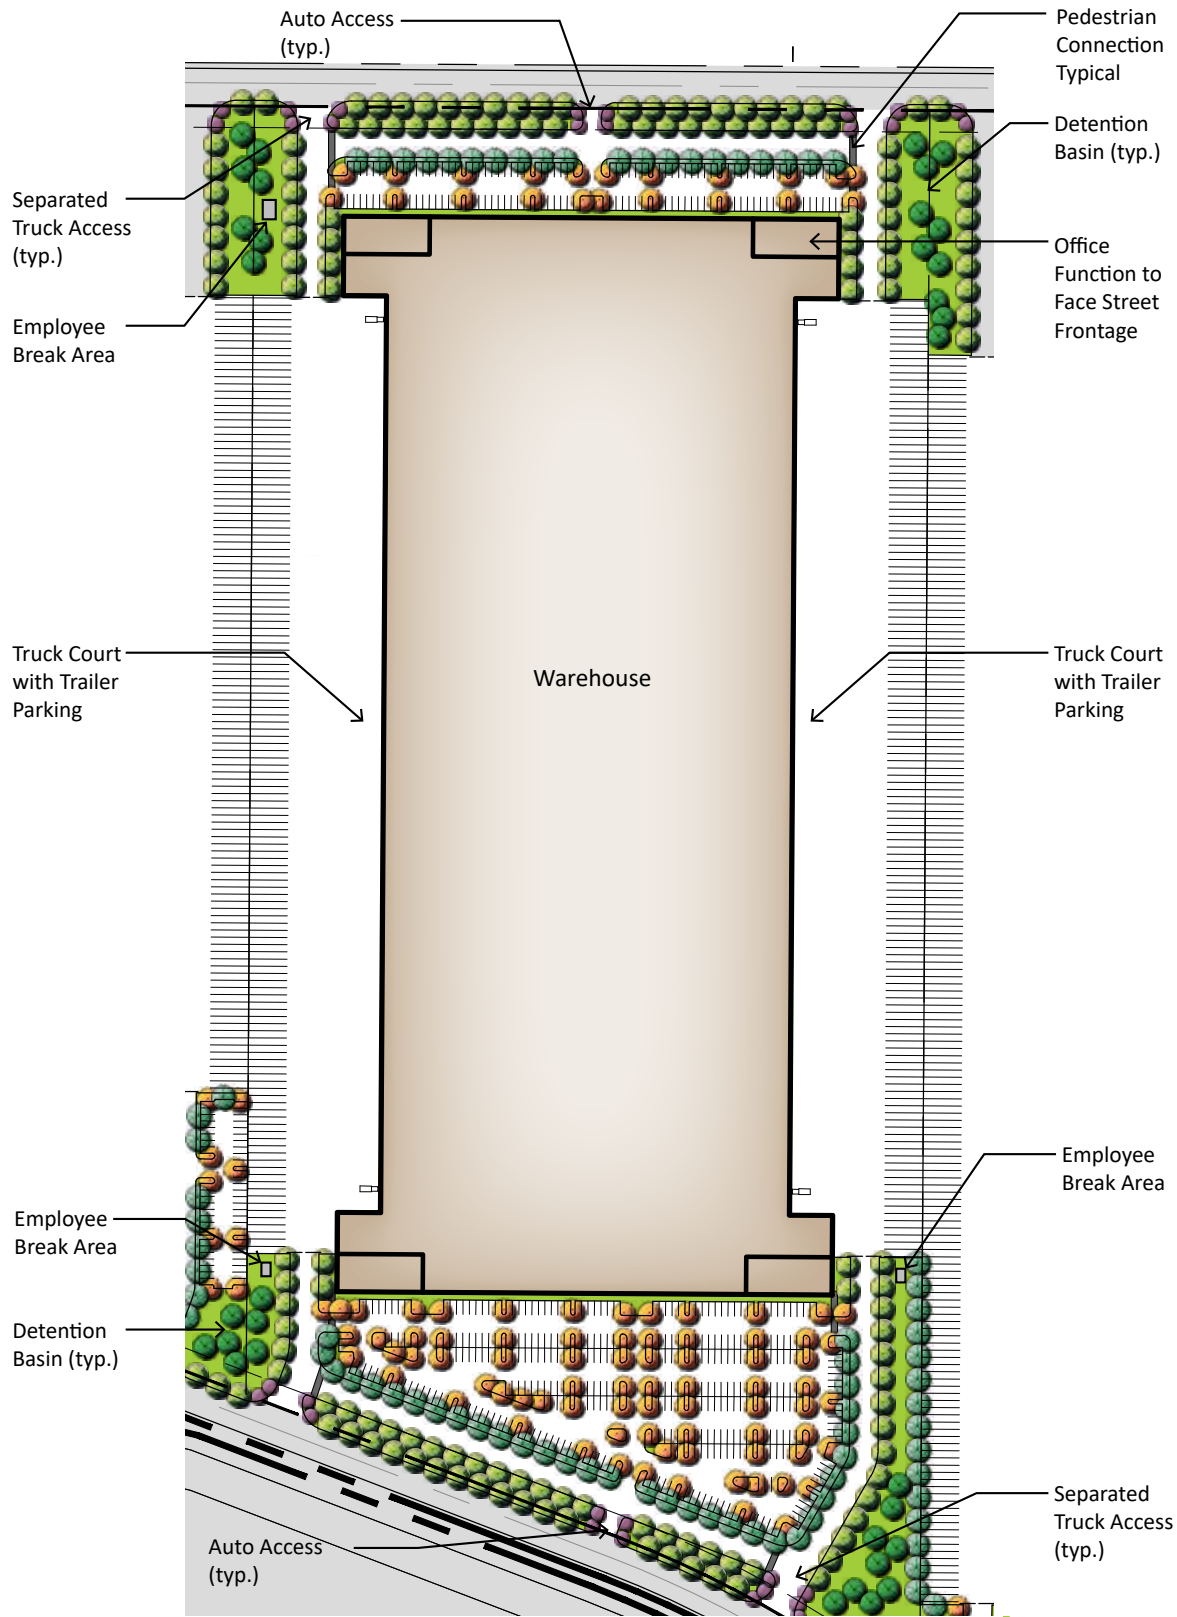 Auto Access
(typ.)
Pedestrian
Connection
Typical
Detention
Basin (typ.)
Separated
Truck Access
(typ.)
Office
Function to
Face Street
Frontage
Employee
Break Area
Truck Court
with Trailer
Parking
Warehouse
Truck Court
with Trailer
Parking
Employee
Break Area
Employee
Break Area
Detention
Basin (typ.)
Separated
Truck Access
(typ.)
Auto Access
(typ.)